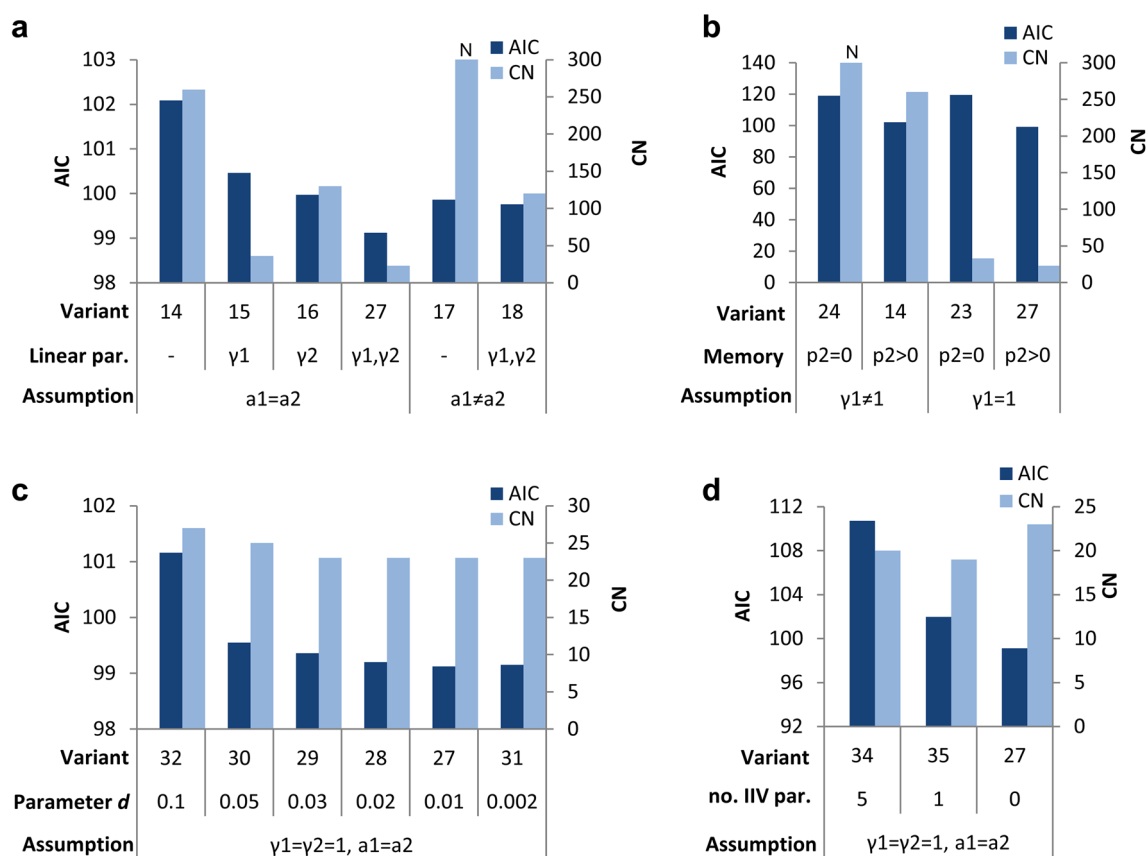 a
AIC
CN
N
103
102
101
100
99
98
AIC
300
250
200
150
100
50
0
CN
Variant 14 15 16 27 17 18
Linear par. - γ1 γ2 γ1,γ2 - γ1,γ2
Assumption a1=a2 a1≠a2
b
AIC
CN
N
140
120
100
80
60
40
20
0
AIC
300
250
200
150
100
50
0
CN
Variant 24 14 23 27
Memory p2=0 p2>0 p2=0 p2>0
Assumption γ1≠1 γ1=1
c
AIC
CN
102
101
100
99
98
AIC
30
25
20
15
10
5
0
CN
Variant 32 30 29 28 27 31
Parameter d 0.1 0.05 0.03 0.02 0.01 0.002
Assumption γ1=γ2=1, a1=a2
d
AIC
CN
112
108
104
100
96
92
AIC
25
20
15
10
5
0
CN
Variant 34 35 27
no. IIV par. 5 1 0
Assumption γ1=γ2=1, a1=a2